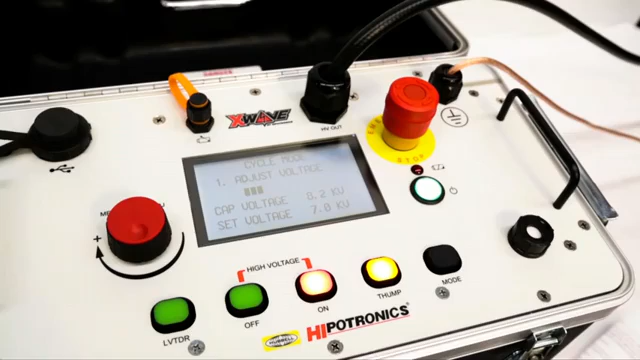 XWAVE
HV OUT
STOP
CYCLE MODE
1. ADJUST VOLTAGE
CAP VOLTAGE 8.2 KV
SET VOLTAGE 7.0 KV
+
HIGH VOLTAGE
LVTDR
OFF
ON
THUMP
MODE
HUBBELL
HIPOTRONICS®